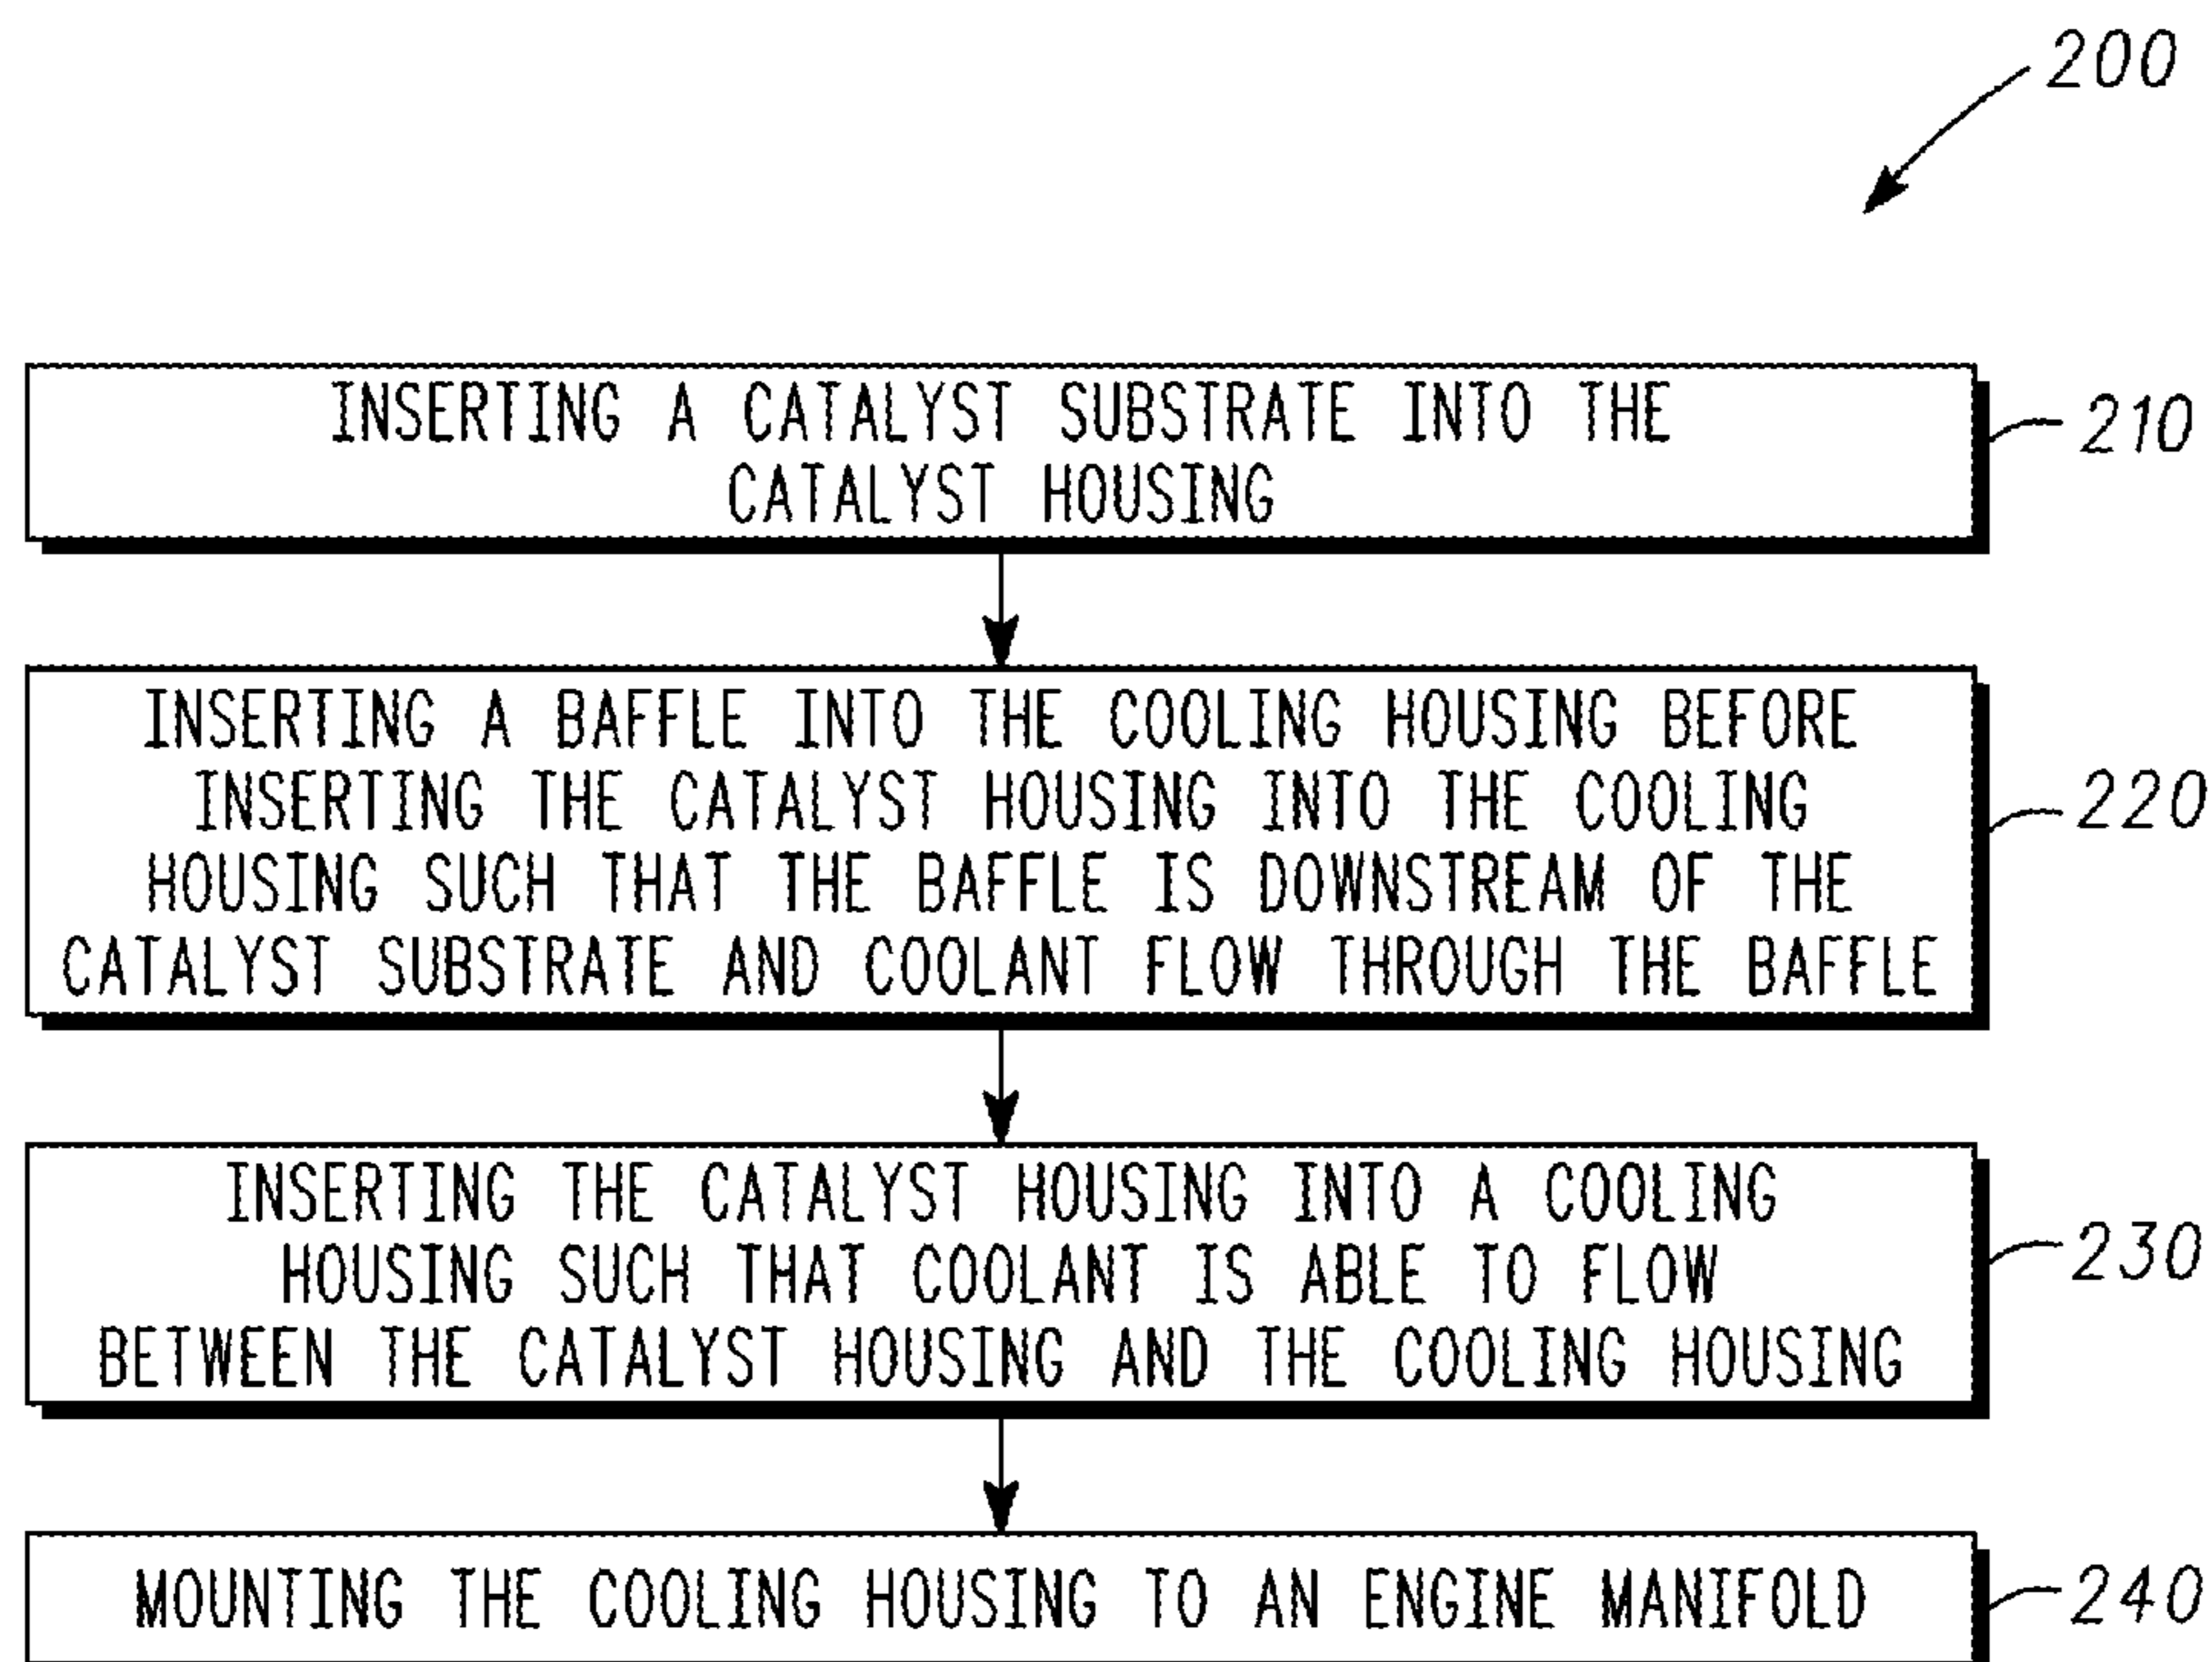 200
INSERTING A CATALYST SUBSTRATE INTO THE
CATALYST HOUSING
210
INSERTING A BAFFLE INTO THE COOLING HOUSING BEFORE
INSERTING THE CATALYST HOUSING INTO THE COOLING
HOUSING SUCH THAT THE BAFFLE IS DOWNSTREAM OF THE
CATALYST SUBSTRATE AND COOLANT FLOW THROUGH THE BAFFLE
220
INSERTING THE CATALYST HOUSING INTO A COOLING
HOUSING SUCH THAT COOLANT IS ABLE TO FLOW
BETWEEN THE CATALYST HOUSING AND THE COOLING HOUSING
230
MOUNTING THE COOLING HOUSING TO AN ENGINE MANIFOLD
240